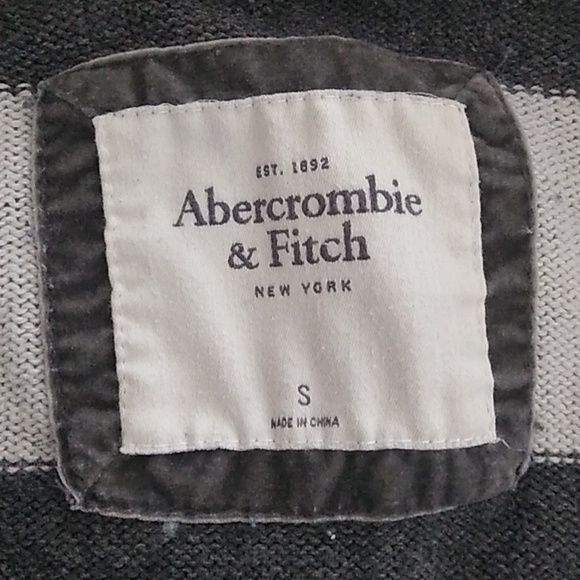 EST. 1892
Abercrombie
& Fitch
NEW YORK
S
MADE IN CHINA